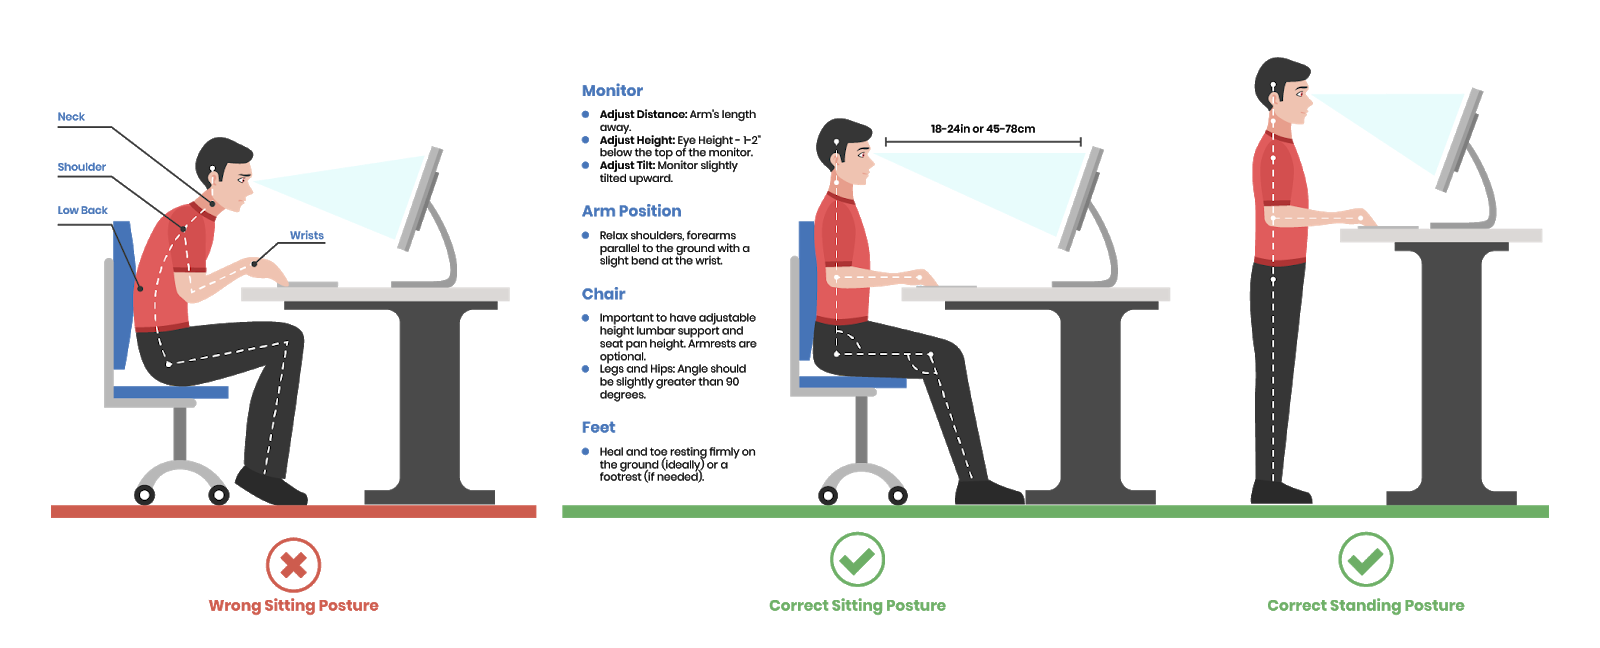 Neck
Shoulder
Low Back
Wrists
Wrong Sitting Posture
Monitor
Adjust Distance: Arm's length
away.
Adjust Height: Eye Height - 1-2"
below the top of the monitor.
Adjust Tilt: Monitor slightly
tilted upward.
Arm Position
Relax shoulders, forearms
parallel to the ground with a
slight bend at the wrist.
Chair
Important to have adjustable
height lumbar support and
seat pan height. Armrests are
optional.
Legs and Hips: Angle should
be slightly greater than 90
degrees.
Feet
Heal and toe resting firmly on
the ground (ideally) or a
footrest (if needed).
18-24in or 45-78cm
Correct Sitting Posture
Correct Standing Posture